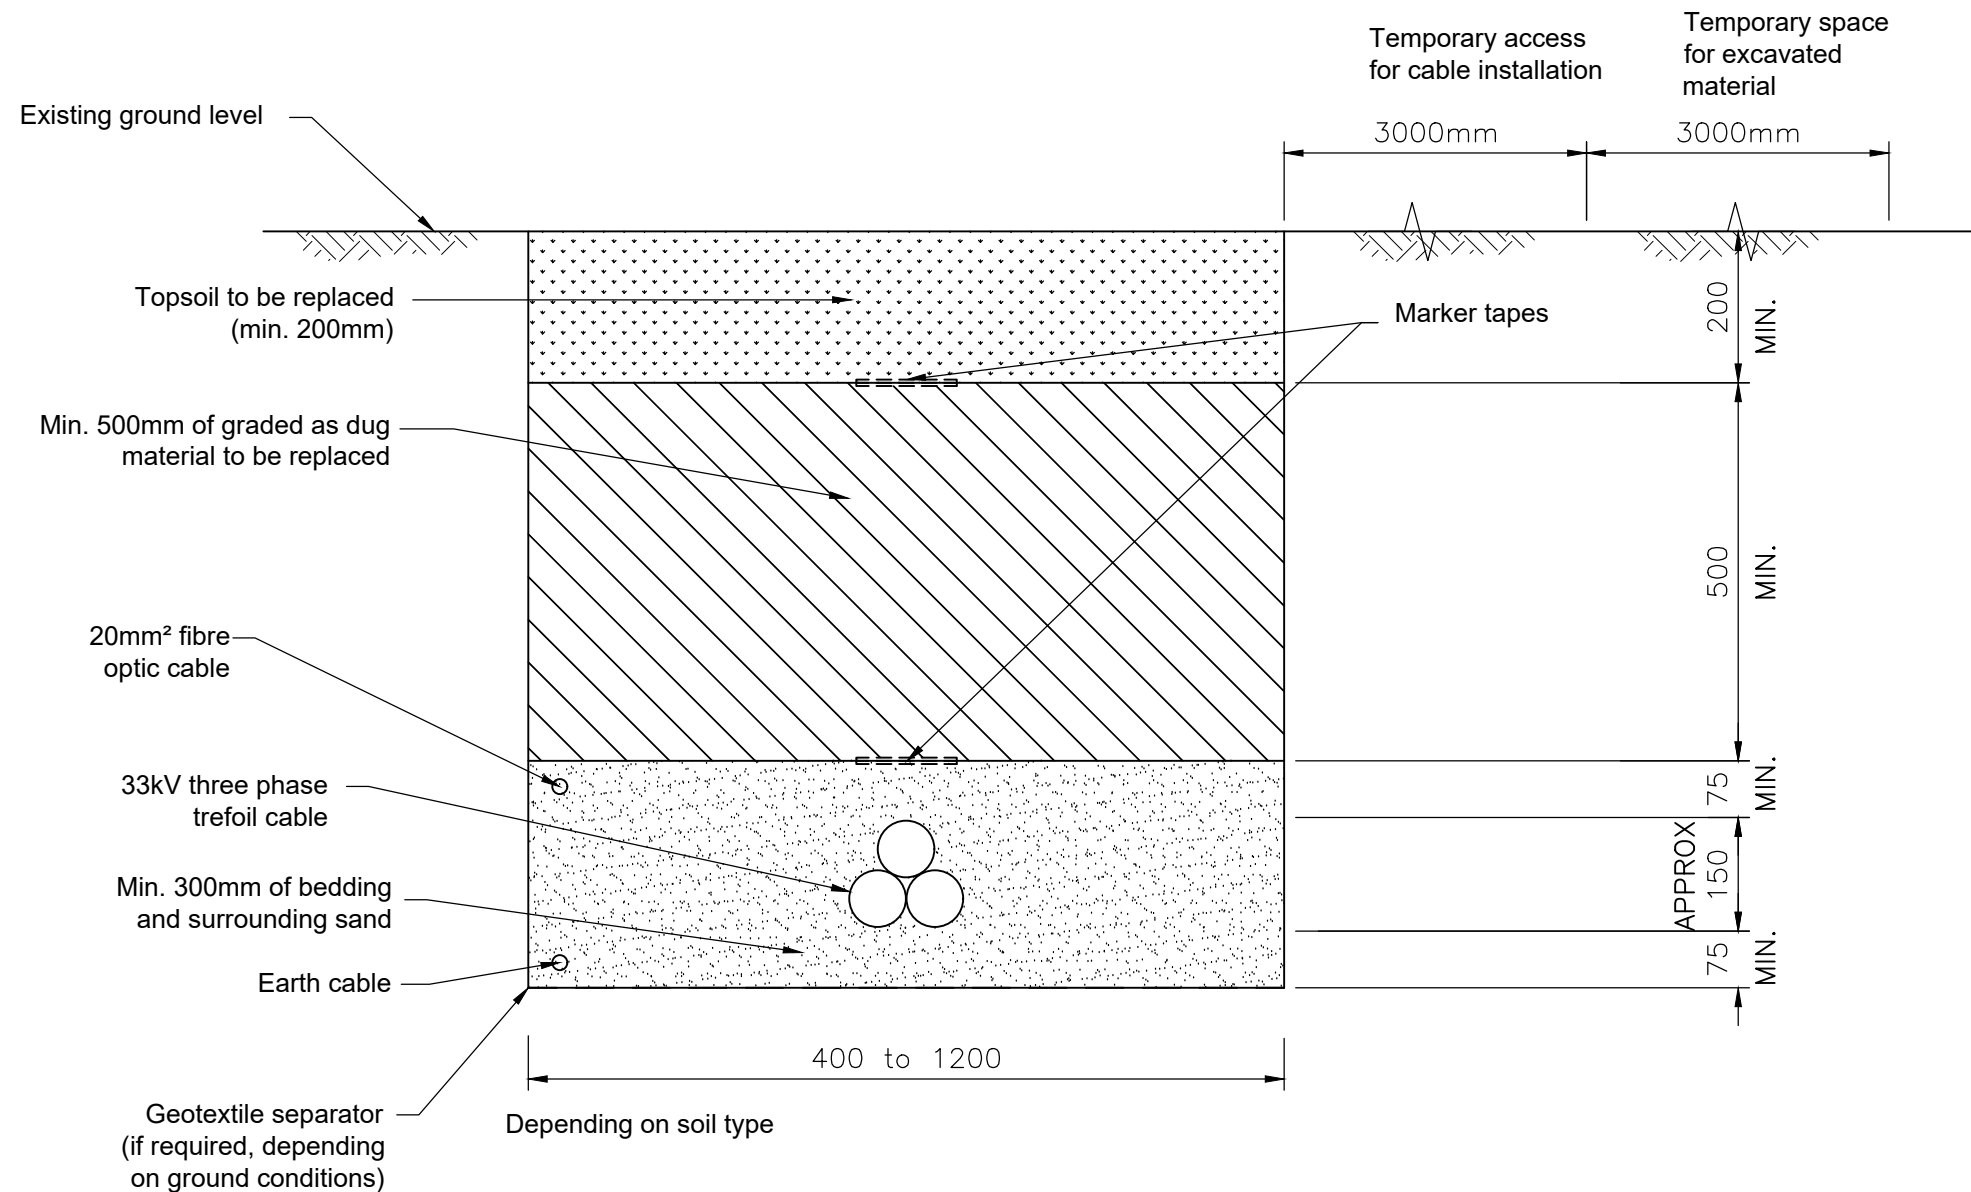 Temporary access
for cable installation
Temporary space
for excavated
material
3000mm
3000mm
Existing ground level
Topsoil to be replaced
(min. 200mm)
Marker tapes
200
MIN.
Min. 500mm of graded as dug
material to be replaced
500
MIN.
20mm² fibre
optic cable
33kV three phase
trefoil cable
75
MIN.
Min. 300mm of bedding
and surrounding sand
APPROX
150
Earth cable
75
MIN.
400 to 1200
Geotextile separator
(if required, depending
on ground conditions)
Depending on soil type